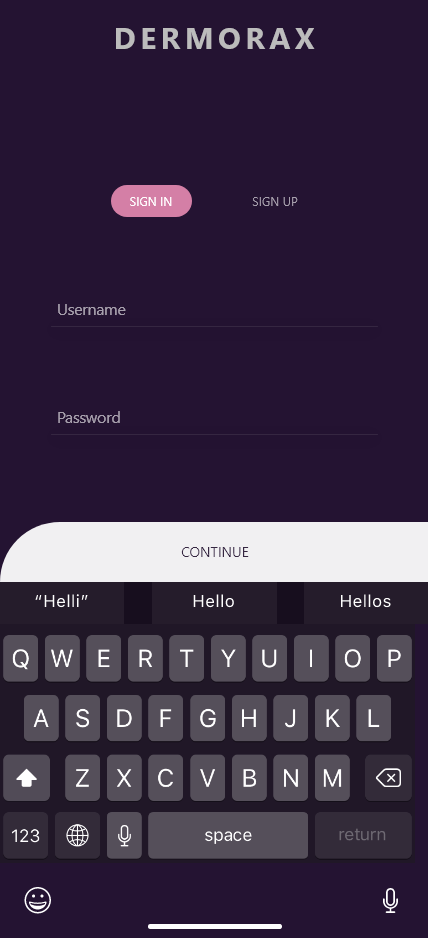 DERMORAX
SIGN IN SIGN UP
Username
Password
CONTINUE
“Helli” Hello Hellos
Q W E R T Y U I O P
A S D F G H J K L
Z X C V B N M
123 space return